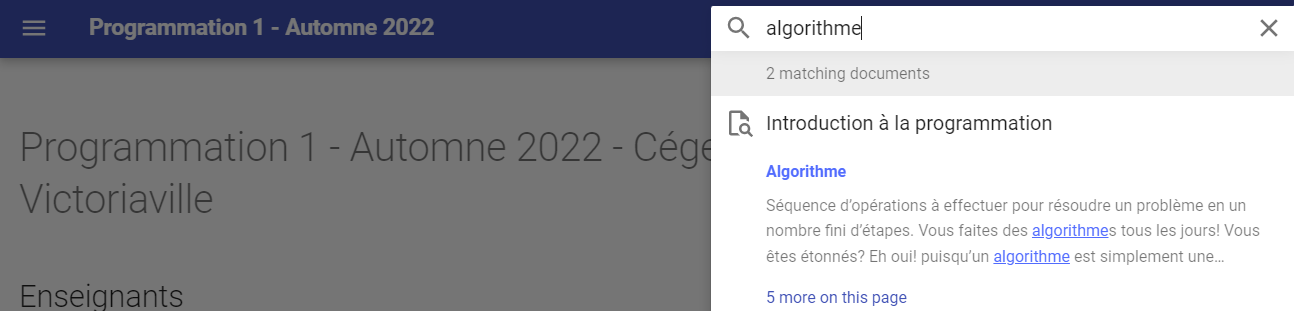 Programmation 1 - Automne 2022
algorithme
2 matching documents
Introduction à la programmation
Algorithme
Séquence d'opérations à effectuer pour résoudre un problème en un
nombre fini d'étapes. Vous faites des algorithmes tous les jours! Vous
êtes étonnés? Eh oui! puisqu'un algorithme est simplement une…
5 more on this page
Programmation 1 - Automne 2022 - Cége
Victoriaville
Enseignants